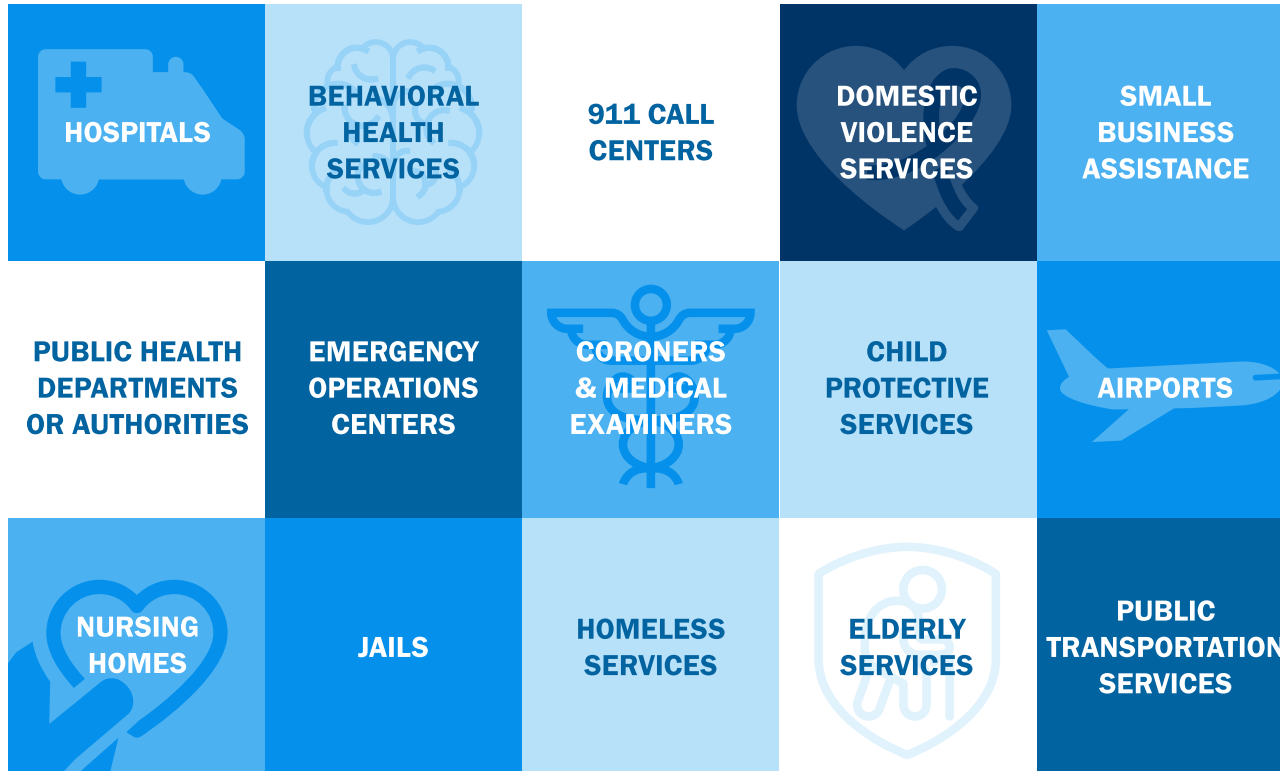 HOSPITALS
BEHAVIORAL
HEALTH
SERVICES
911 CALL
CENTERS
DOMESTIC
VIOLENCE
SERVICES
SMALL
BUSINESS
ASSISTANCE
PUBLIC HEALTH
DEPARTMENTS
OR AUTHORITIES
EMERGENCY
OPERATIONS
CENTERS
CORONERS
& MEDICAL
EXAMINERS
CHILD
PROTECTIVE
SERVICES
AIRPORTS
NURSING
HOMES
JAILS
HOMELESS
SERVICES
ELDERLY
SERVICES
PUBLIC
TRANSPORTATION
SERVICES